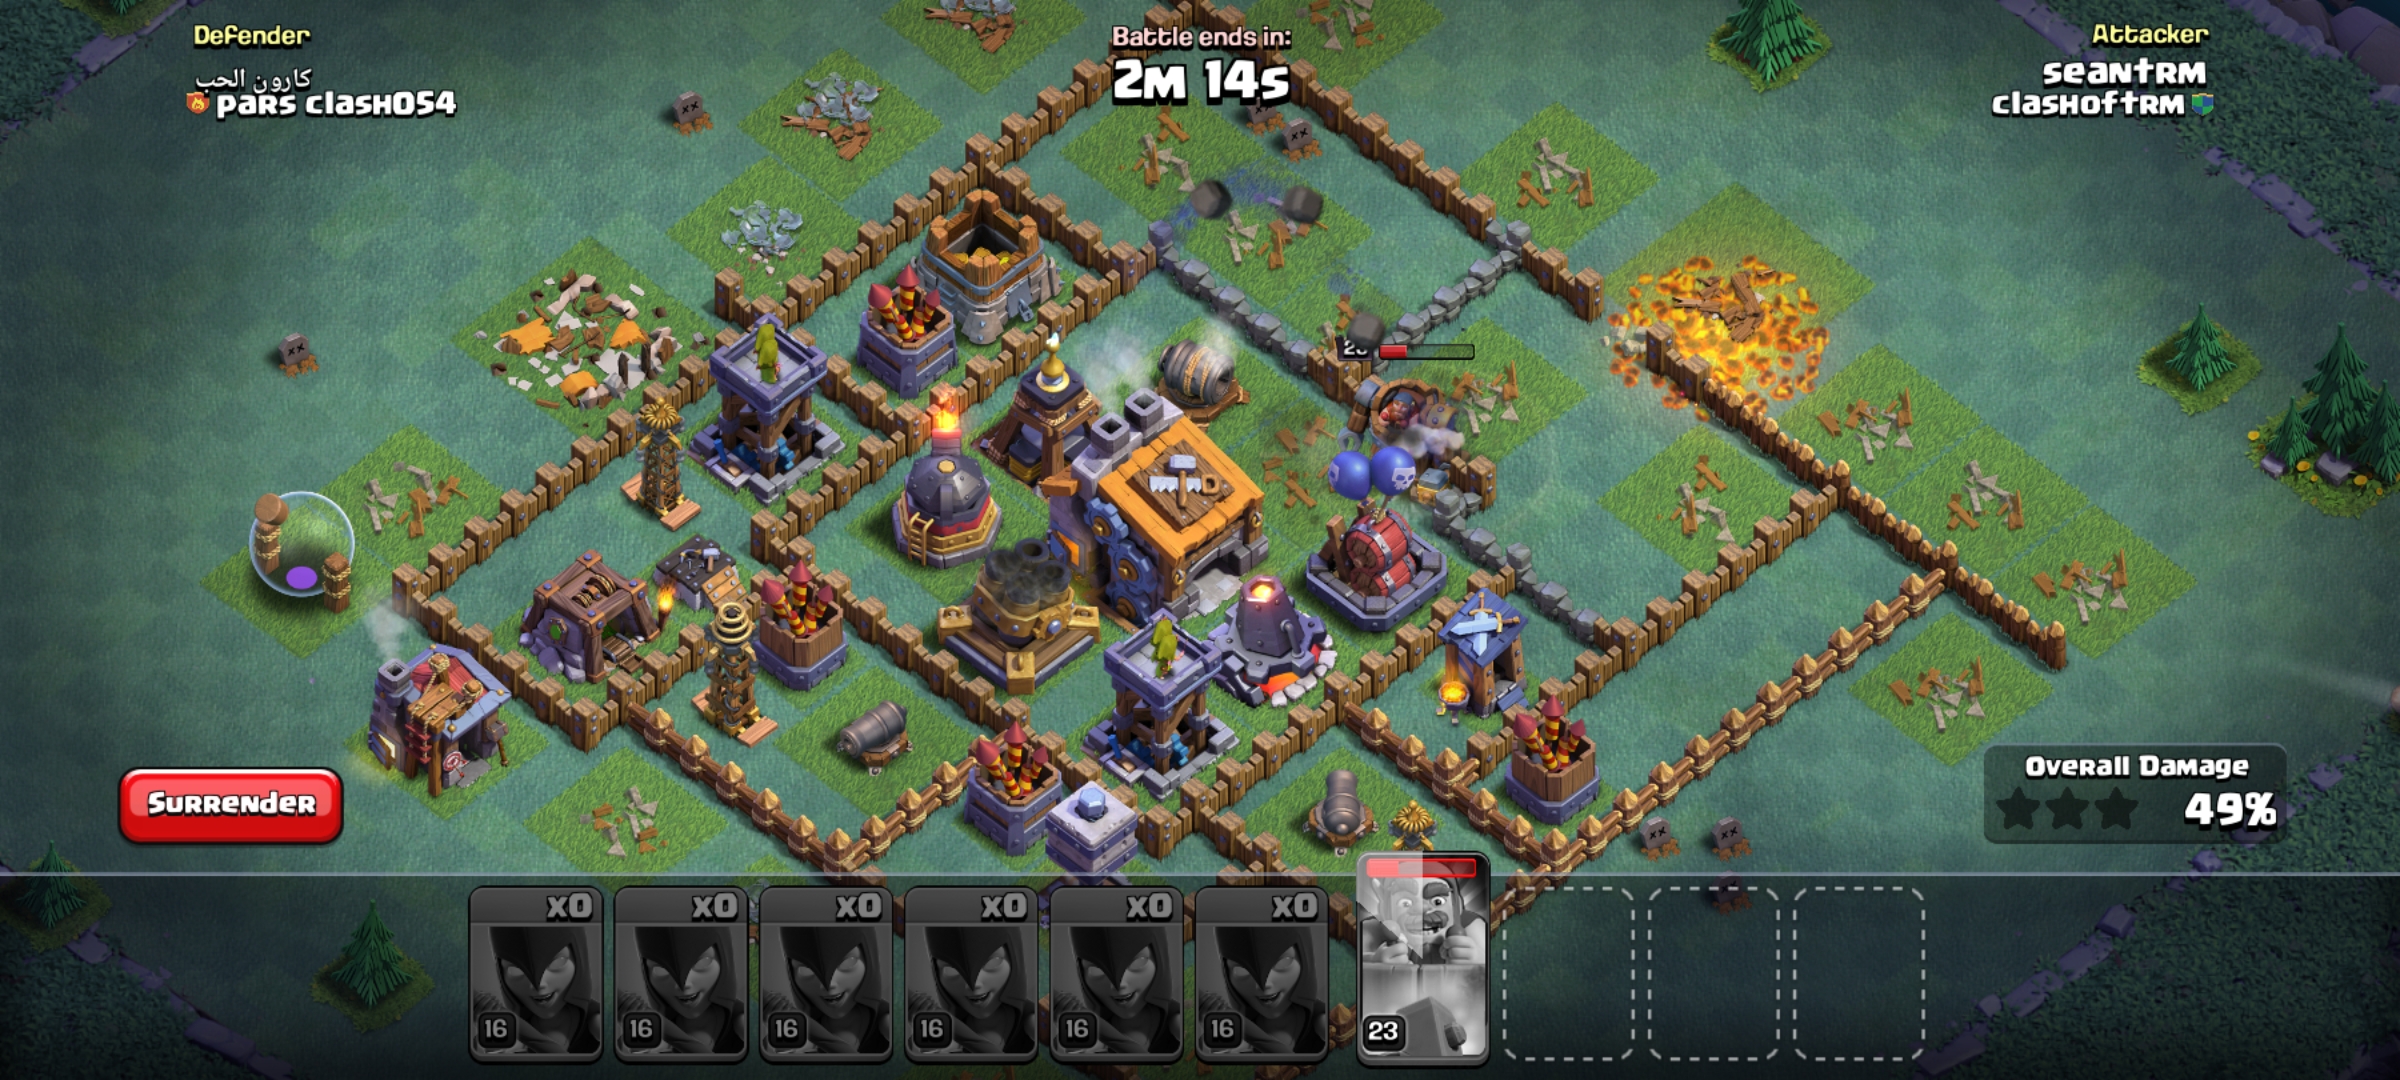 Defender
كارون الحب
pars clash054
Battle ends in:
2M 14s
Attacker
seantrm
clashoftrm
Surrender
Overall Damage
49%
x0 x0 x0 x0 x0 x0
16 16 16 16 16 16 23